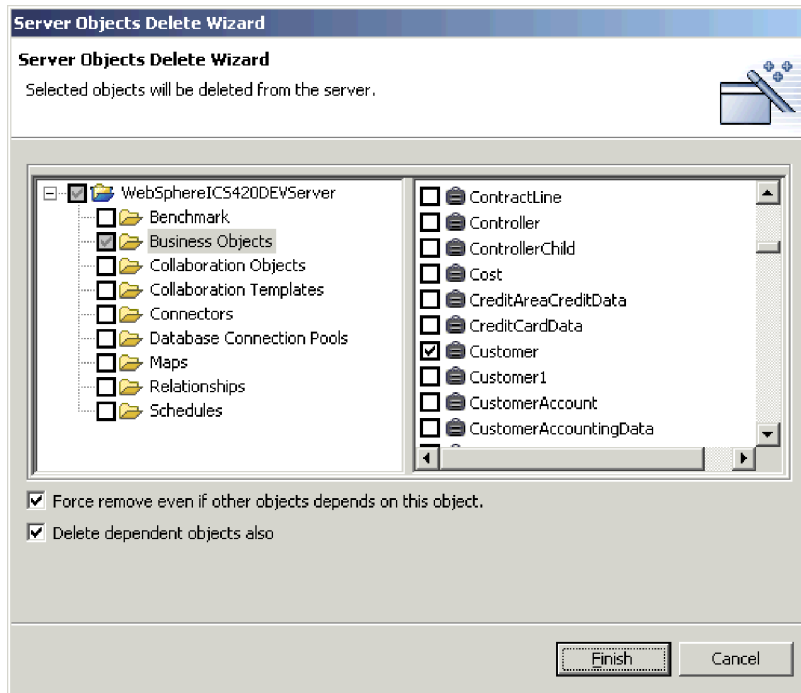 Server Objects Delete Wizard
Server Objects Delete Wizard
Selected objects will be deleted from the server.
WebSphereICS420DEVServer
Benchmark
Business Objects
Collaboration Objects
Collaboration Templates
Connectors
Database Connection Pools
Maps
Relationships
Schedules
ContractLine
Controller
ControllerChild
Cost
CreditAreaCreditData
CreditCardData
Customer
Customer1
CustomerAccount
CustomerAccountingData
Force remove even if other objects depends on this object.
Delete dependent objects also
Finish
Cancel